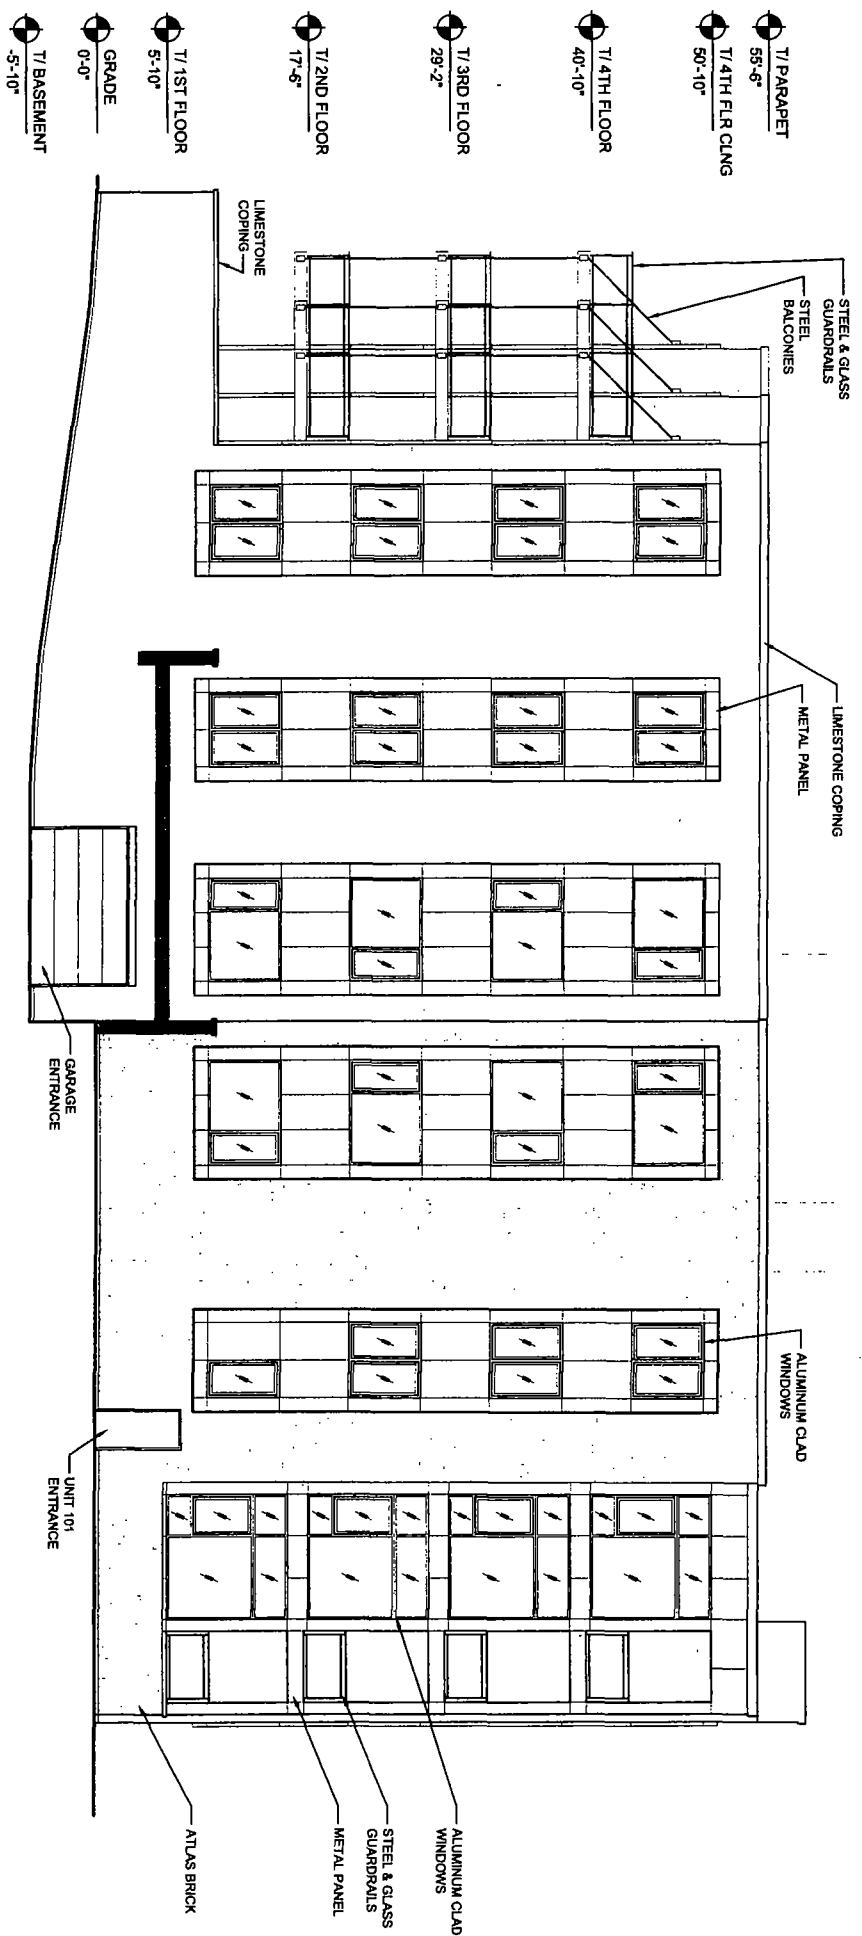 T/ PARAPET
55'-6"
T/ 4TH FLR CLNG
50'-10"
T/ 4TH FLOOR
40'-10"
T/ 3RD FLOOR
29'-2"
T/ 2ND FLOOR
17'-6"
T/ 1ST FLOOR
5'-10"
GRADE
0'-0"
T/ BASEMENT
-5'-10"
STEEL & GLASS
GUARDRAILS
STEEL
BALCONIES
LIMESTONE
COPING
LIMESTONE COPING
METAL PANEL
GARAGE
ENTRANCE
ALUMINUM CLAD
WINDOWS
UNIT 101
ENTRANCE
ALUMINUM CLAD
WINDOWS
STEEL & GLASS
GUARDRAILS
METAL PANEL
ATLAS BRICK